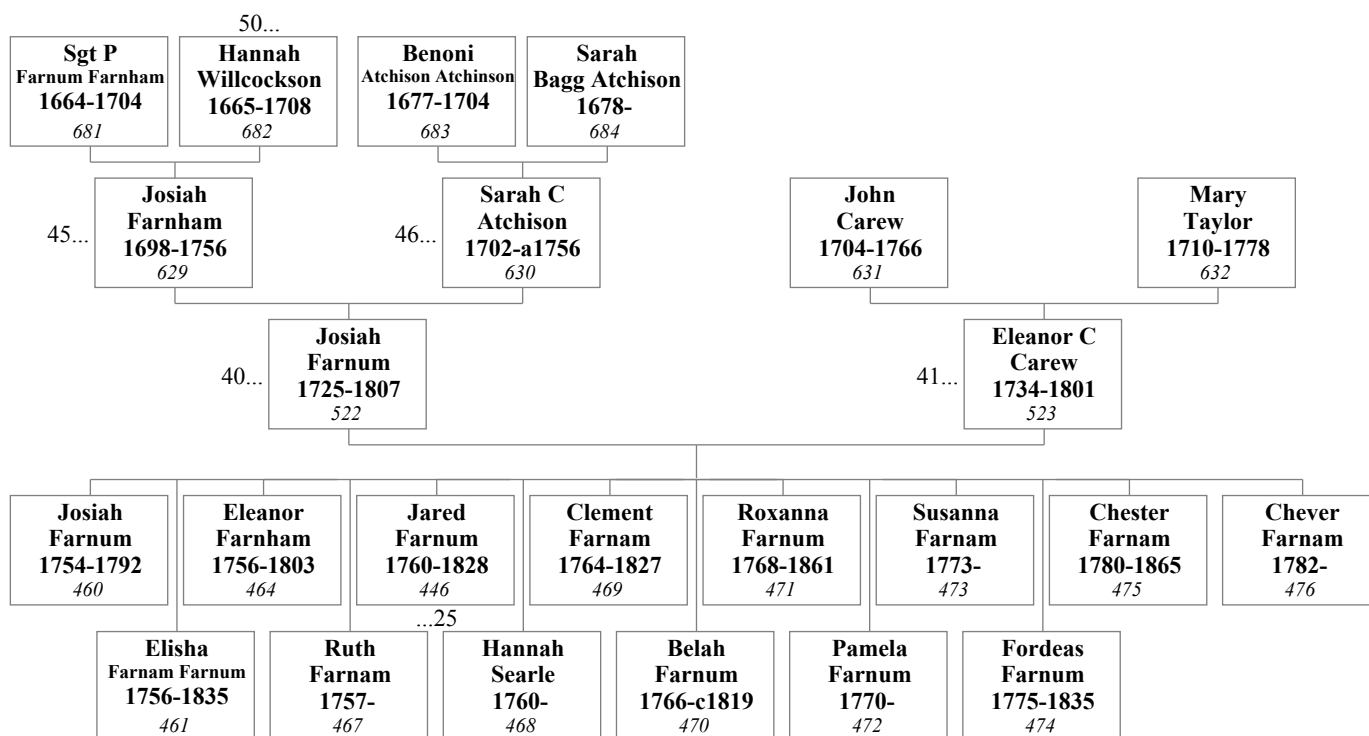 50...
Sgt P
Farnum Farnham
1664-1704
681
Hannah
Willcockson
1665-1708
682
Benoni
Atchison Atchinson
1677-1704
683
Sarah
Bagg Atchison
1678-
684
45...
Josiah
Farnham
1698-1756
629
46...
Sarah C
Atchison
1702-a1756
630
John
Carew
1704-1766
631
Mary
Taylor
1710-1778
632
40...
Josiah
Farnum
1725-1807
522
41...
Eleanor C
Carew
1734-1801
523
Josiah
Farnum
1754-1792
460
Eleanor
Farnham
1756-1803
464
Jared
Farnum
1760-1828
446
...25
Clement
Farnam
1764-1827
469
Roxanna
Farnum
1768-1861
471
Susanna
Farnam
1773-
473
Chester
Farnam
1780-1865
475
Chever
Farnam
1782-
476
Elisha
Farnam Farnum
1756-1835
461
Ruth
Farnam
1757-
467
Hannah
Searle
1760-
468
Belah
Farnum
1766-c1819
470
Pamela
Farnum
1770-
472
Fordeas
Farnum
1775-1835
474